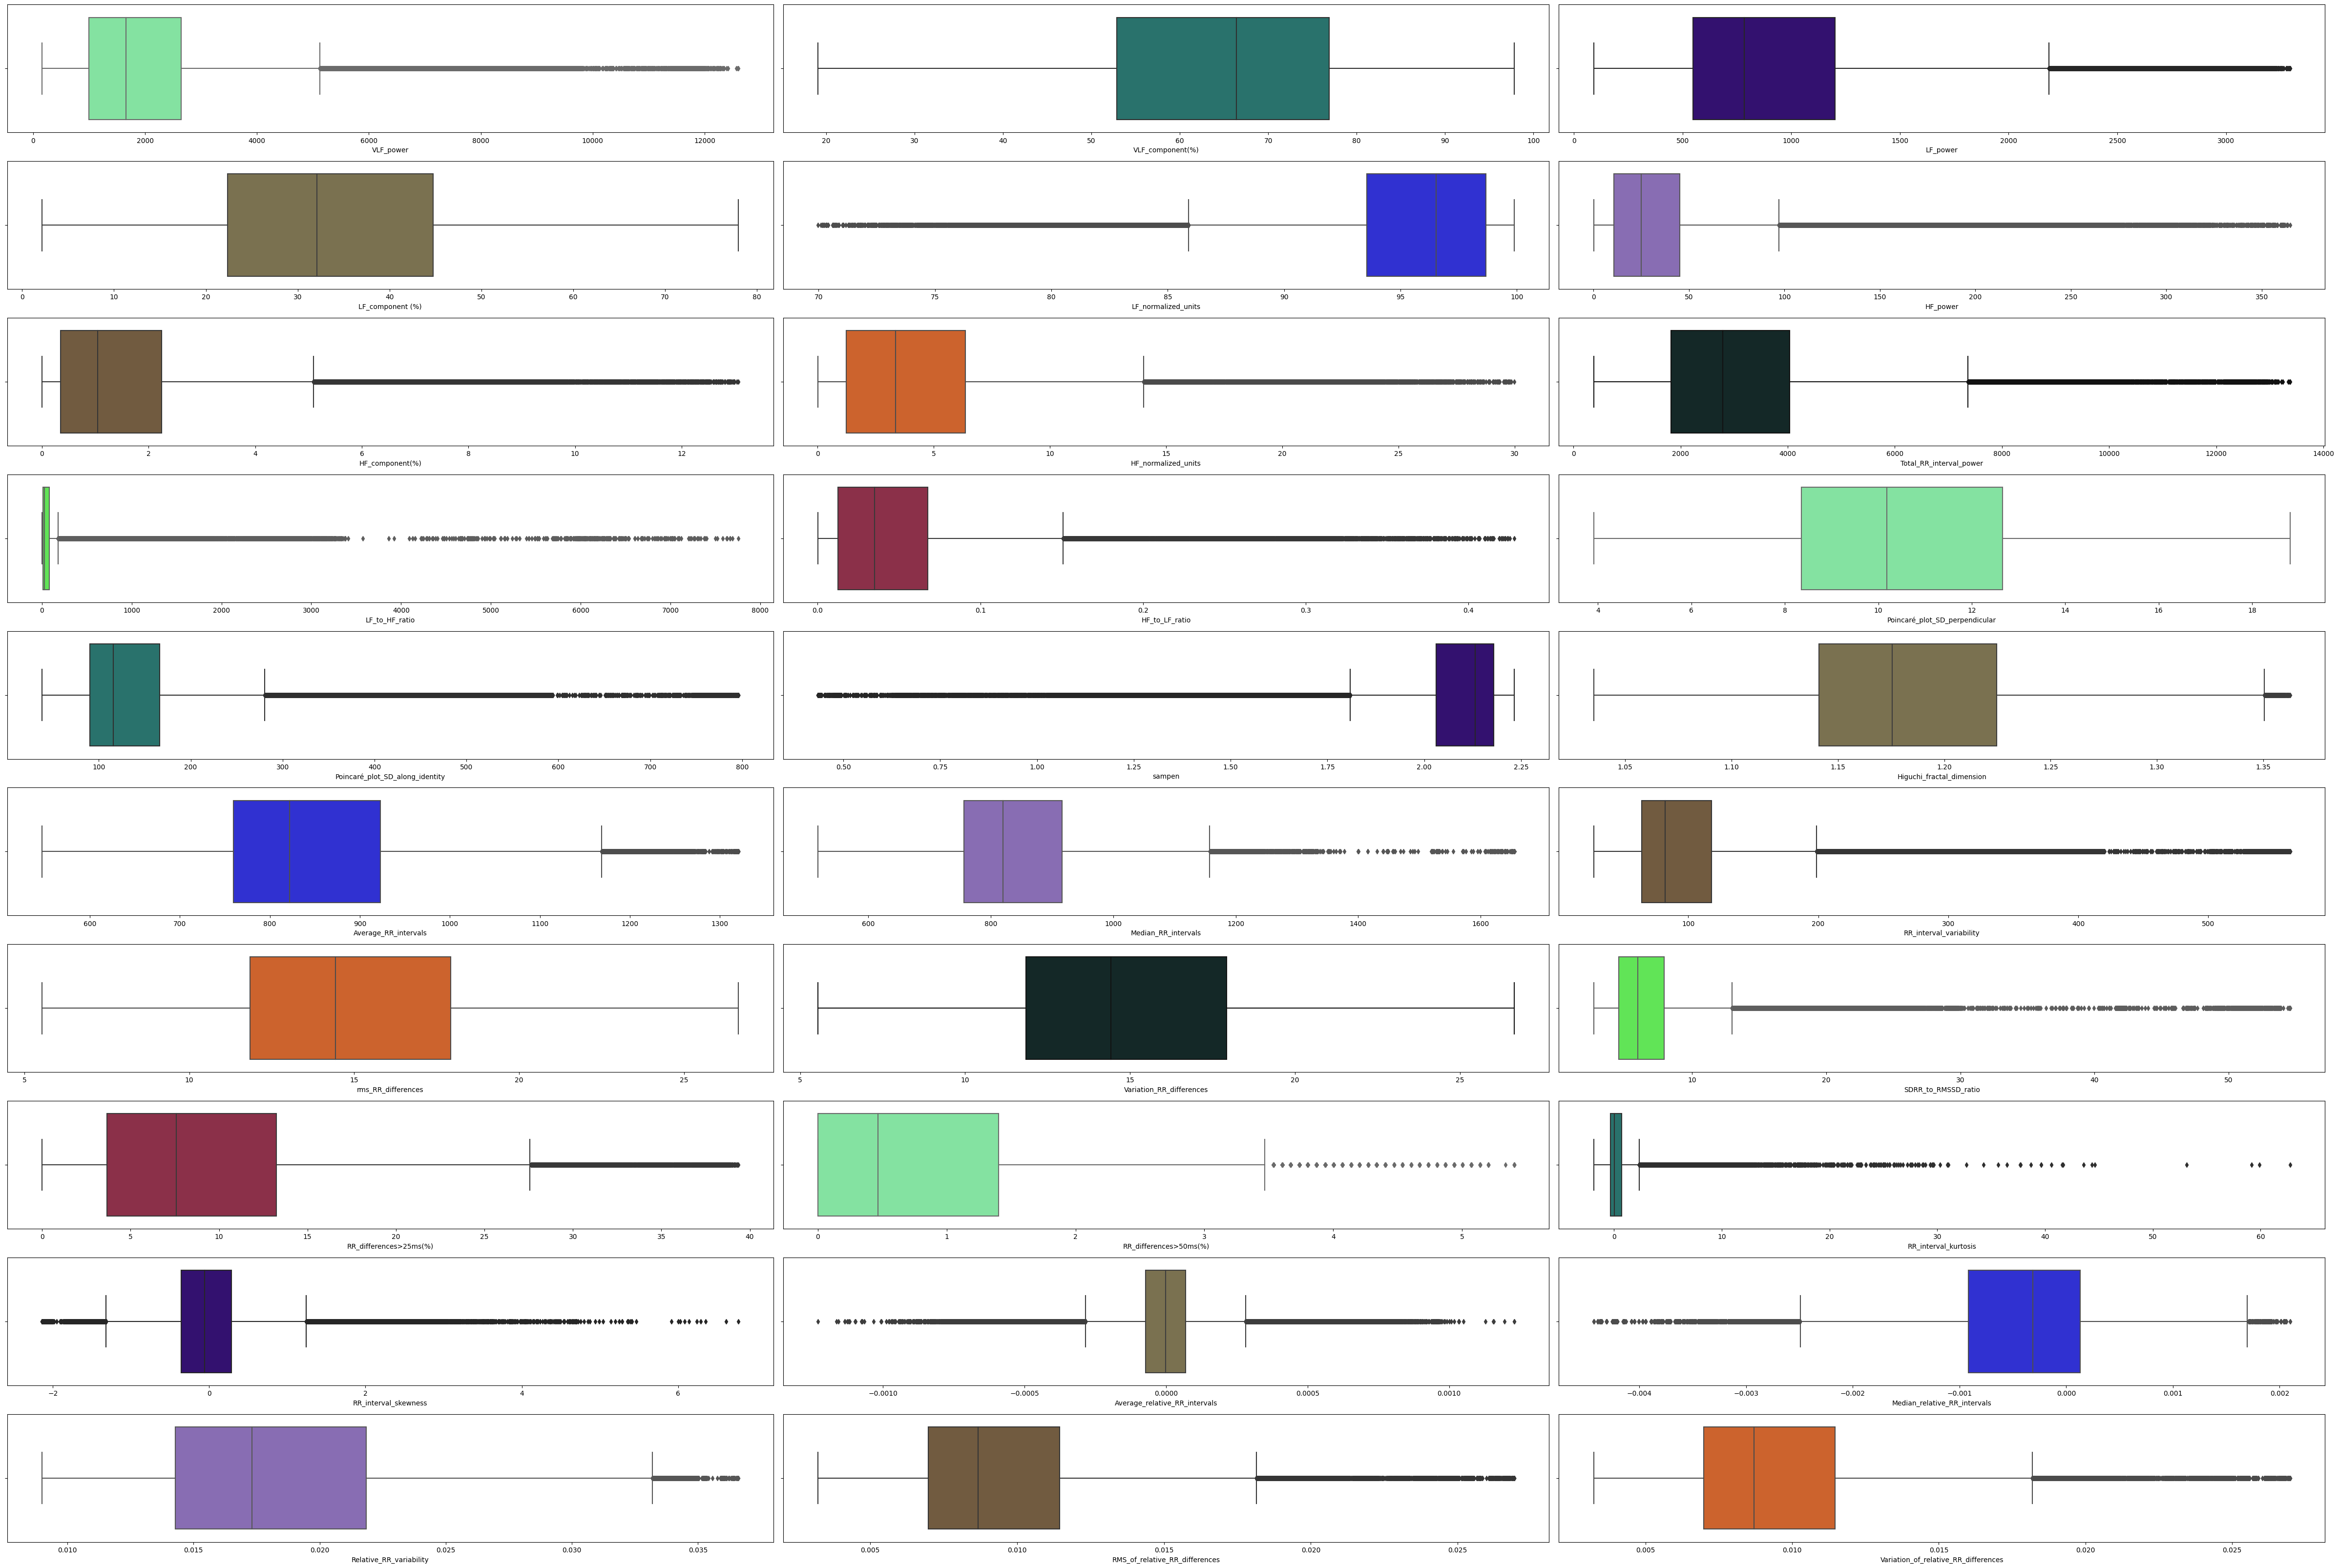 0 2000 4000 6000 8000 10000 12000
VLF_power
20 30 40 50 60 70 80 90 100
VLF_component(%)
0 500 1000 1500 2000 2500 3000
LF_power
0 10 20 30 40 50 60 70 80
LF_component (%)
70 75 80 85 90 95 100
LF_normalized_units
0 50 100 150 200 250 300 350
HF_power
0 2 4 6 8 10 12
HF_component(%)
0 5 10 15 20 25 30
HF_normalized_units
0 2000 4000 6000 8000 10000 12000 14000
Total_RR_interval_power
0 1000 2000 3000 4000 5000 6000 7000 8000
LF_to_HF_ratio
0.0 0.1 0.2 0.3 0.4
HF_to_LF_ratio
4 6 8 10 12 14 16 18
Poincaré_plot_SD_perpendicular
100 200 300 400 500 600 700 800
Poincaré_plot_SD_along_identity
0.50 0.75 1.00 1.25 1.50 1.75 2.00 2.25
sampen
1.05 1.10 1.15 1.20 1.25 1.30 1.35
Higuchi_fractal_dimension
600 700 800 900 1000 1100 1200 1300
Average_RR_intervals
600 800 1000 1200 1400 1600
Median_RR_intervals
100 200 300 400 500
RR_interval_variability
5 10 15 20 25
rms_RR_differences
5 10 15 20 25
Variation_RR_differences
10 20 30 40 50
SDRR_to_RMSSD_ratio
0 5 10 15 20 25 30 35 40
RR_differences>25ms(%)
0 1 2 3 4 5
RR_differences>50ms(%)
0 10 20 30 40 50 60
RR_interval_kurtosis
−2 0 2 4 6
RR_interval_skewness
−0.0010 −0.0005 0.0000 0.0005 0.0010
Average_relative_RR_intervals
−0.004 −0.003 −0.002 −0.001 0.000 0.001 0.002
Median_relative_RR_intervals
0.010 0.015 0.020 0.025 0.030 0.035
Relative_RR_variability
0.005 0.010 0.015 0.020 0.025
RMS_of_relative_RR_differences
0.005 0.010 0.015 0.020 0.025
Variation_of_relative_RR_differences